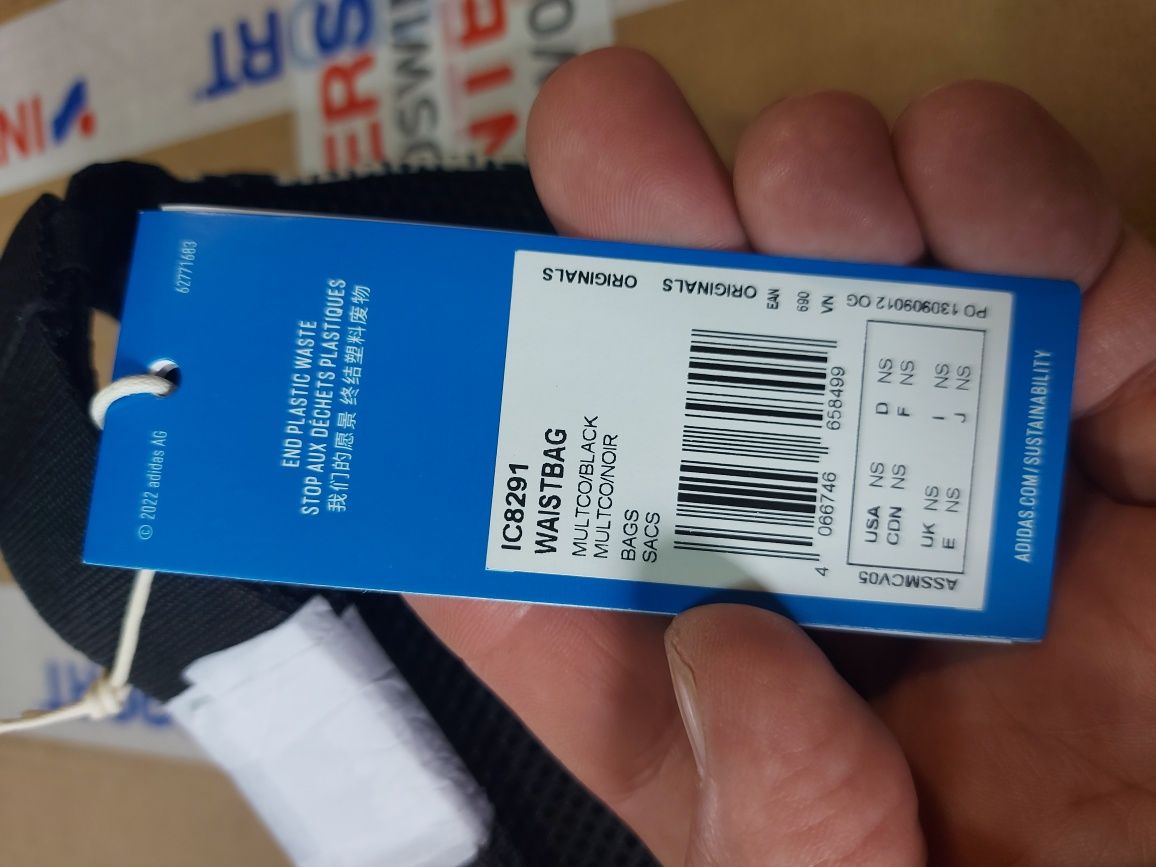 62771683
© 2022 adidas AG
END PLASTIC WASTE
STOP AUX DÉCHETS PLASTIQUES
我们的愿景 终结塑料废物
ORIGINALS
ORIGINALS
IC8291
WAISTBAG
MULTCO/BLACK
MULTCO/NOIR
BAGS
SACS
EAN
690
VN
4 066746 658499
PO 130909012 OG
USA NS D NS
CDN NS F NS
UK NS I NS
E NS J NS
ASSMCV05
ADIDAS.COM/SUSTAINABILITY